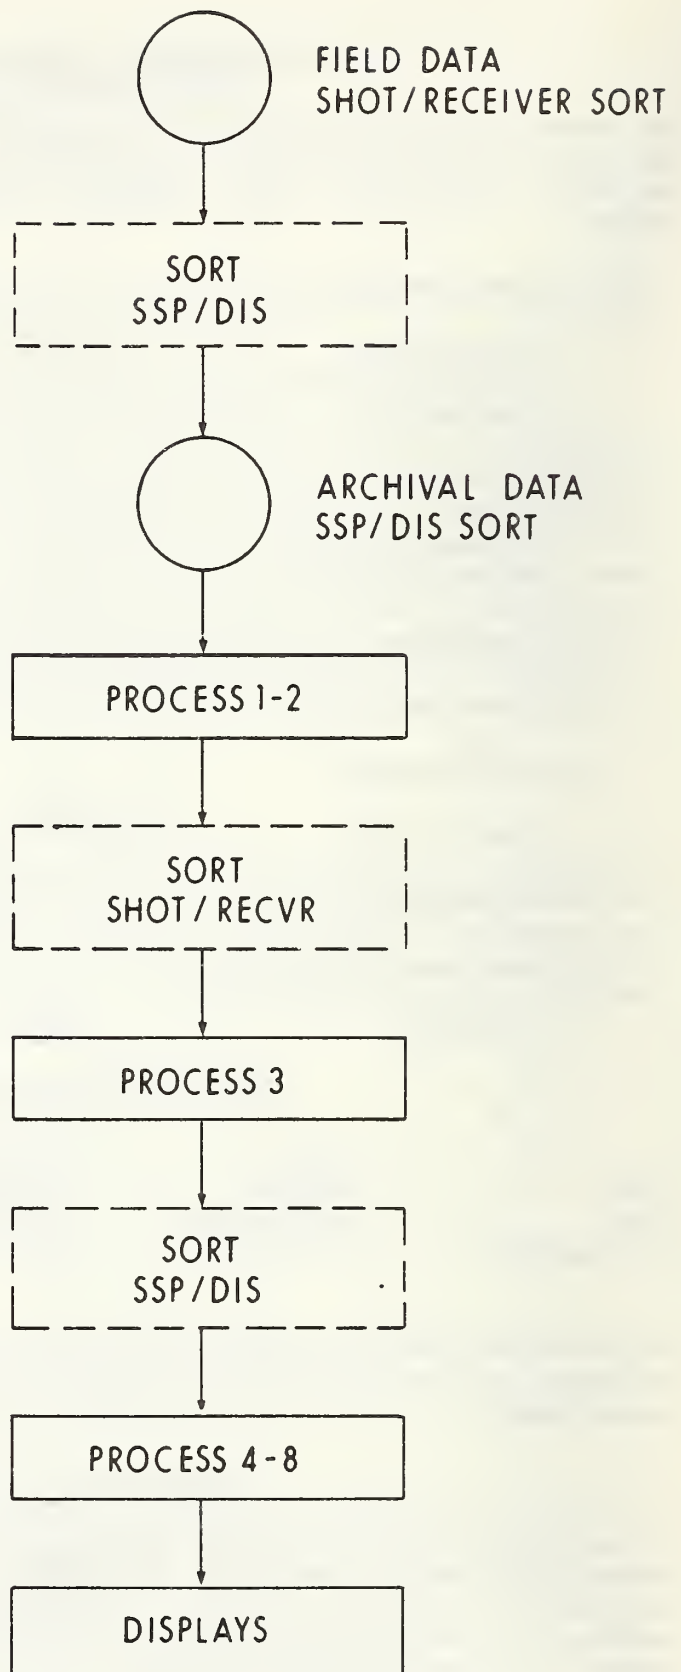 FIELD DATA
SHOT/RECEIVER SORT
SORT
SSP/DIS
ARCHIVAL DATA
SSP/DIS SORT
PROCESS 1-2
SORT
SHOT/RECVR
PROCESS 3
SORT
SSP/DIS
PROCESS 4-8
DISPLAYS